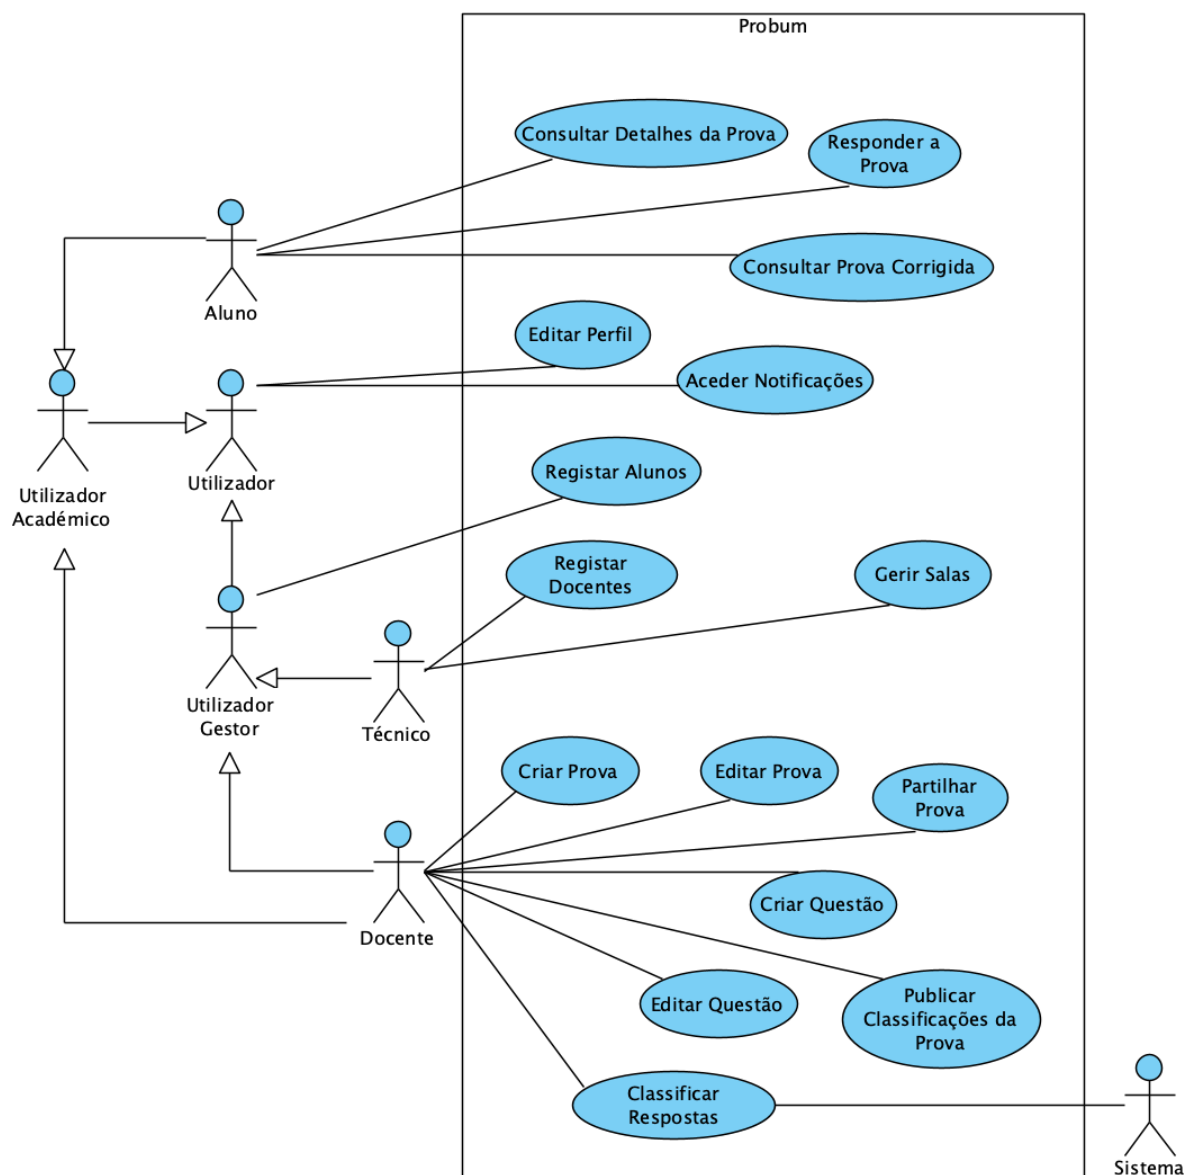 Probum
Consultar Detalhes da Prova
Responder a
Prova
Consultar Prova Corrigida
Aluno
Editar Perfil
Aceder Notificações
Utilizador
Académico
Utilizador
Registar Alunos
Registar
Docentes
Gerir Salas
Utilizador
Gestor
Técnico
Criar Prova
Editar Prova
Partilhar
Prova
Criar Questão
Docente
Editar Questão
Publicar
Classificações da
Prova
Classificar
Respostas
Sistema